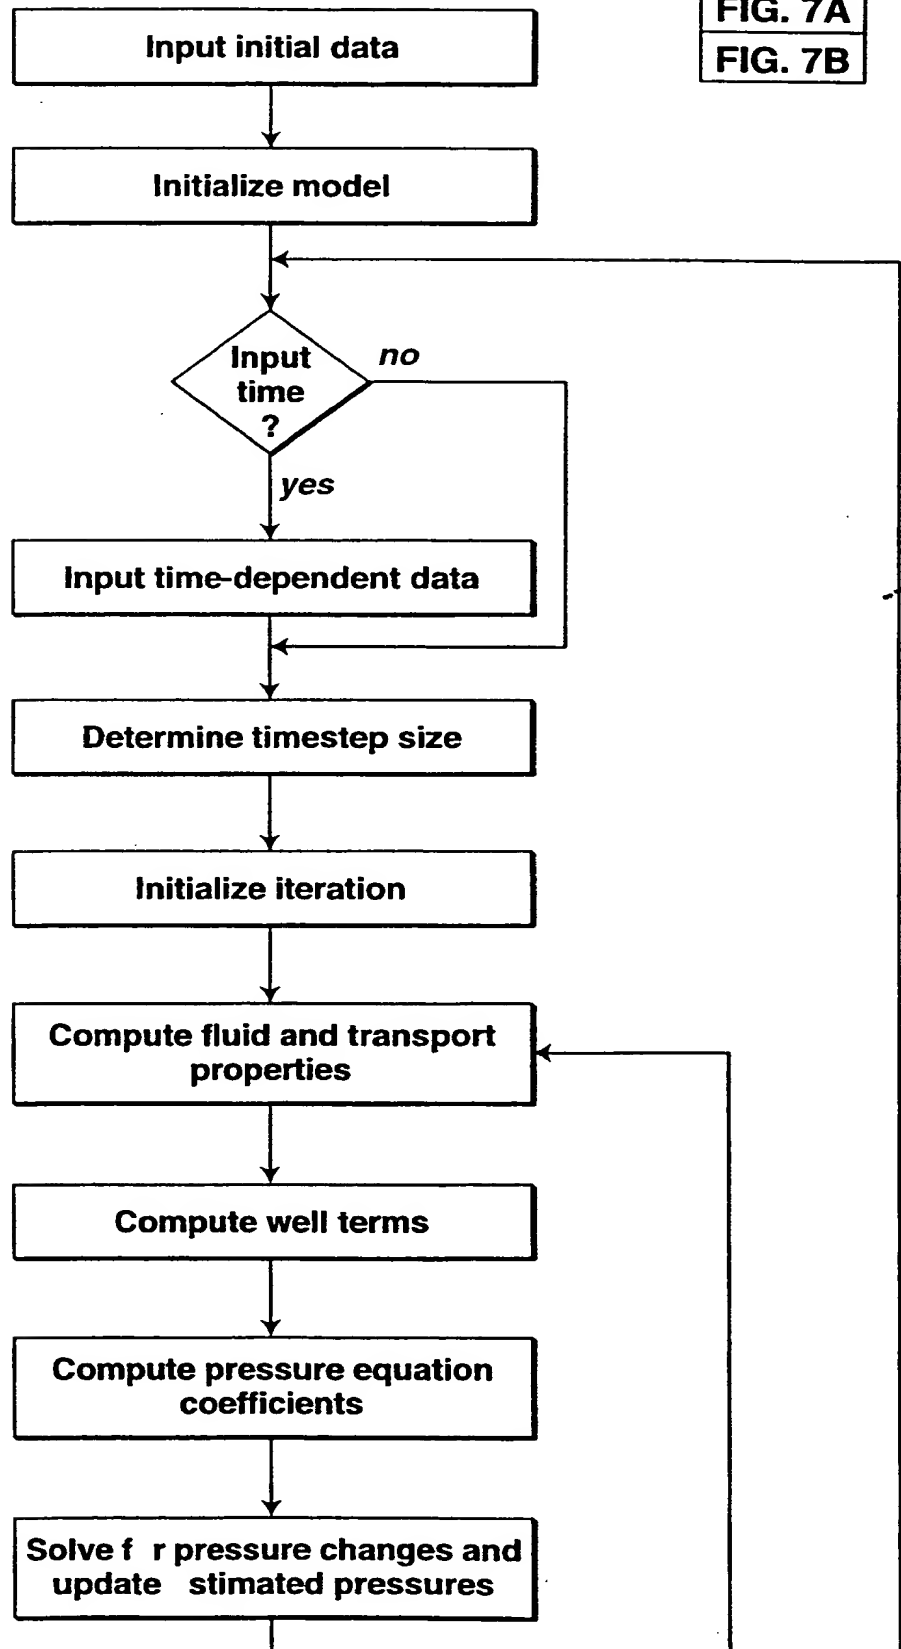 FIG. 7A
FIG. 7B
Input initial data
Initialize model
Input
time
?
no
yes
Input time-dependent data
Determine timestep size
Initialize iteration
Compute fluid and transport
properties
Compute well terms
Compute pressure equation
coefficients
Solve f r pressure changes and
update stimated pressures